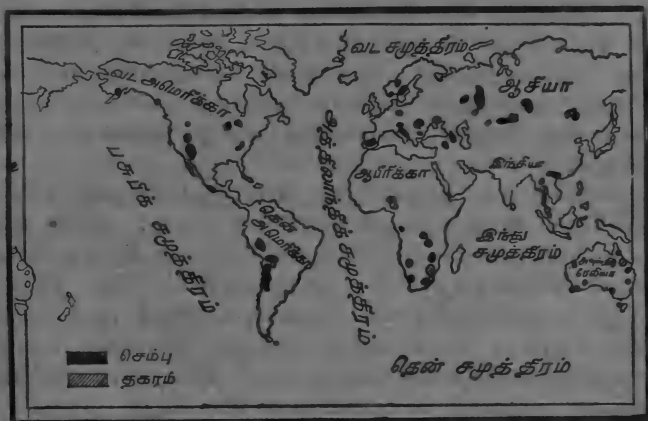 வட சமுத்திரம்
வட அமெரிக்கா
ஆசியா
அத்திலாந்திக் சமுத்திரம்
பசுபிக் சமுத்திரம்
ஆபிரிக்கா
இந்தியா
தென்
அமெரிக்கா
இந்து
சமுத்திரம்
அவுஸ்தி
ரேலியா
செம்பு
தகரம்
தென் சமுத்திரம்